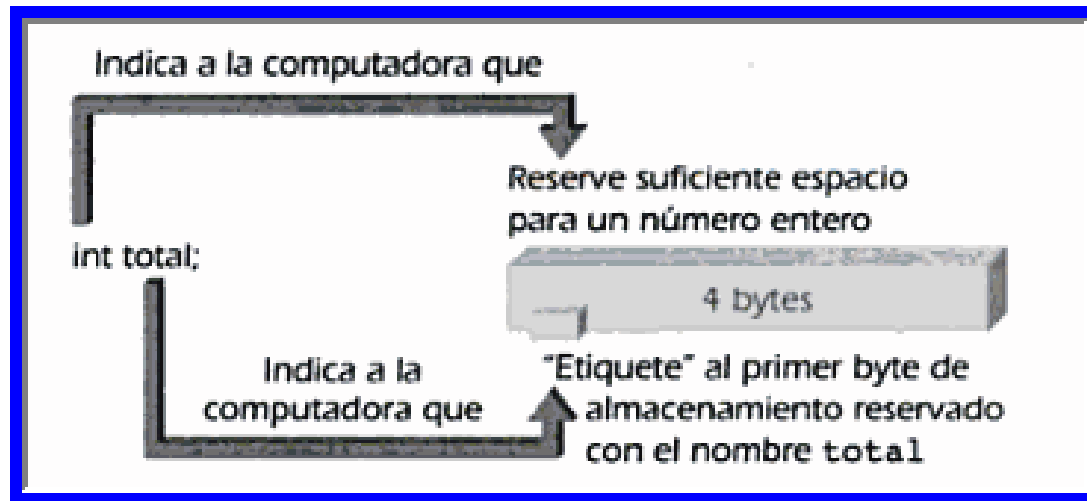 Indica a la computadora que
Reserve suficiente espacio
para un número entero
int total;
4 bytes
Indica a la
computadora que
"Etiquete" al primer byte de
almacenamiento reservado
con el nombre total